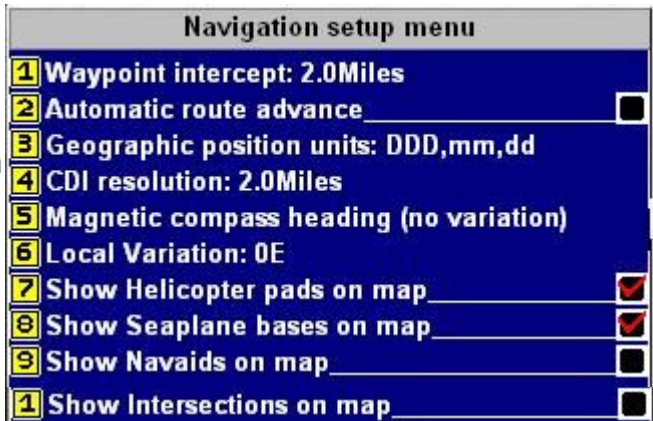 Navigation setup menu
1 Waypoint intercept: 2.0Miles
2 Automatic route advance
3 Geographic position units: DDD,mm,dd
4 CDI resolution: 2.0Miles
5 Magnetic compass heading (no variation)
6 Local Variation: 0E
7 Show Helicopter pads on map
8 Show Seaplane bases on map
9 Show Navaids on map
1 Show Intersections on map